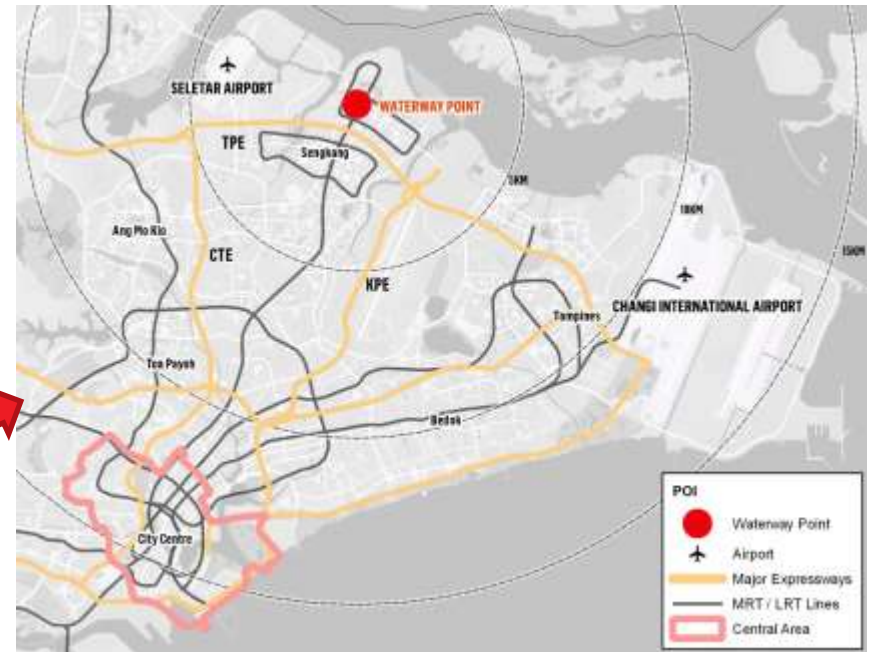 SELETAR AIRPORT
WATERWAY POINT
TPE
Sengkang
5KM
10KM
15KM
Ang Mo Kio
CTE
KPE
CHANGI INTERNATIONAL AIRPORT
Tampines
Toa Payoh
Bedok
City Centre
POI
Waterway Point
Airport
Major Expressways
MRT / LRT Lines
Central Area